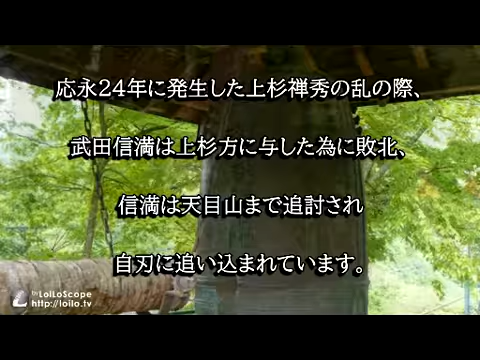 応永24年に発生した上杉禅秀の乱の際、
武田信満は上杉方に与した為に敗北、
信満は天目山まで追討され
自刃に追い込まれています。
by LoiLoScope
http://loilo.tv